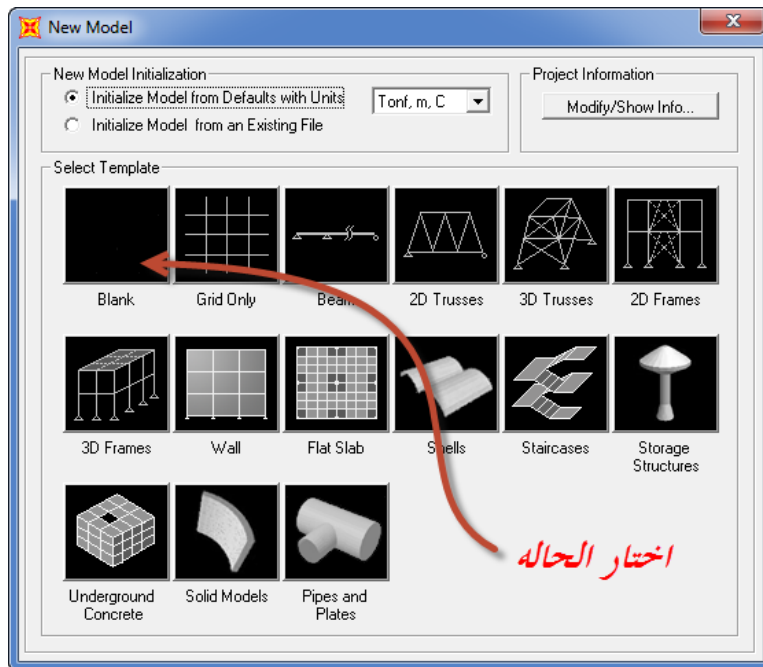 New Model
New Model Initialization
Initialize Model from Defaults with Units
Tonf, m, C
Initialize Model from an Existing File
Project Information
Modify/Show Info...
Select Template
Blank
Grid Only
Beam
2D Trusses
3D Trusses
2D Frames
3D Frames
Wall
Flat Slab
Shells
Staircases
Storage
Structures
Underground
Concrete
Solid Models
Pipes and
Plates
اختار الحاله